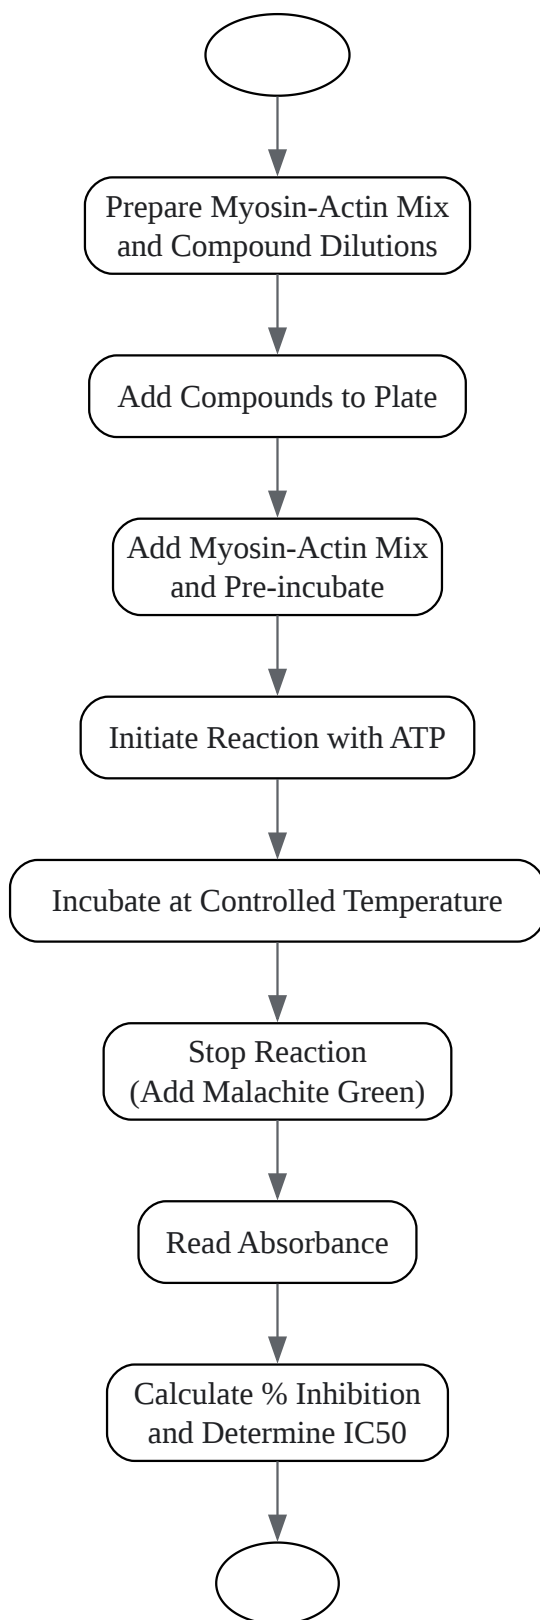 Prepare Myosin-Actin Mix
and Compound Dilutions
Add Compounds to Plate
Add Myosin-Actin Mix
and Pre-incubate
Initiate Reaction with ATP
Incubate at Controlled Temperature
Stop Reaction
(Add Malachite Green)
Read Absorbance
Calculate % Inhibition
and Determine IC50